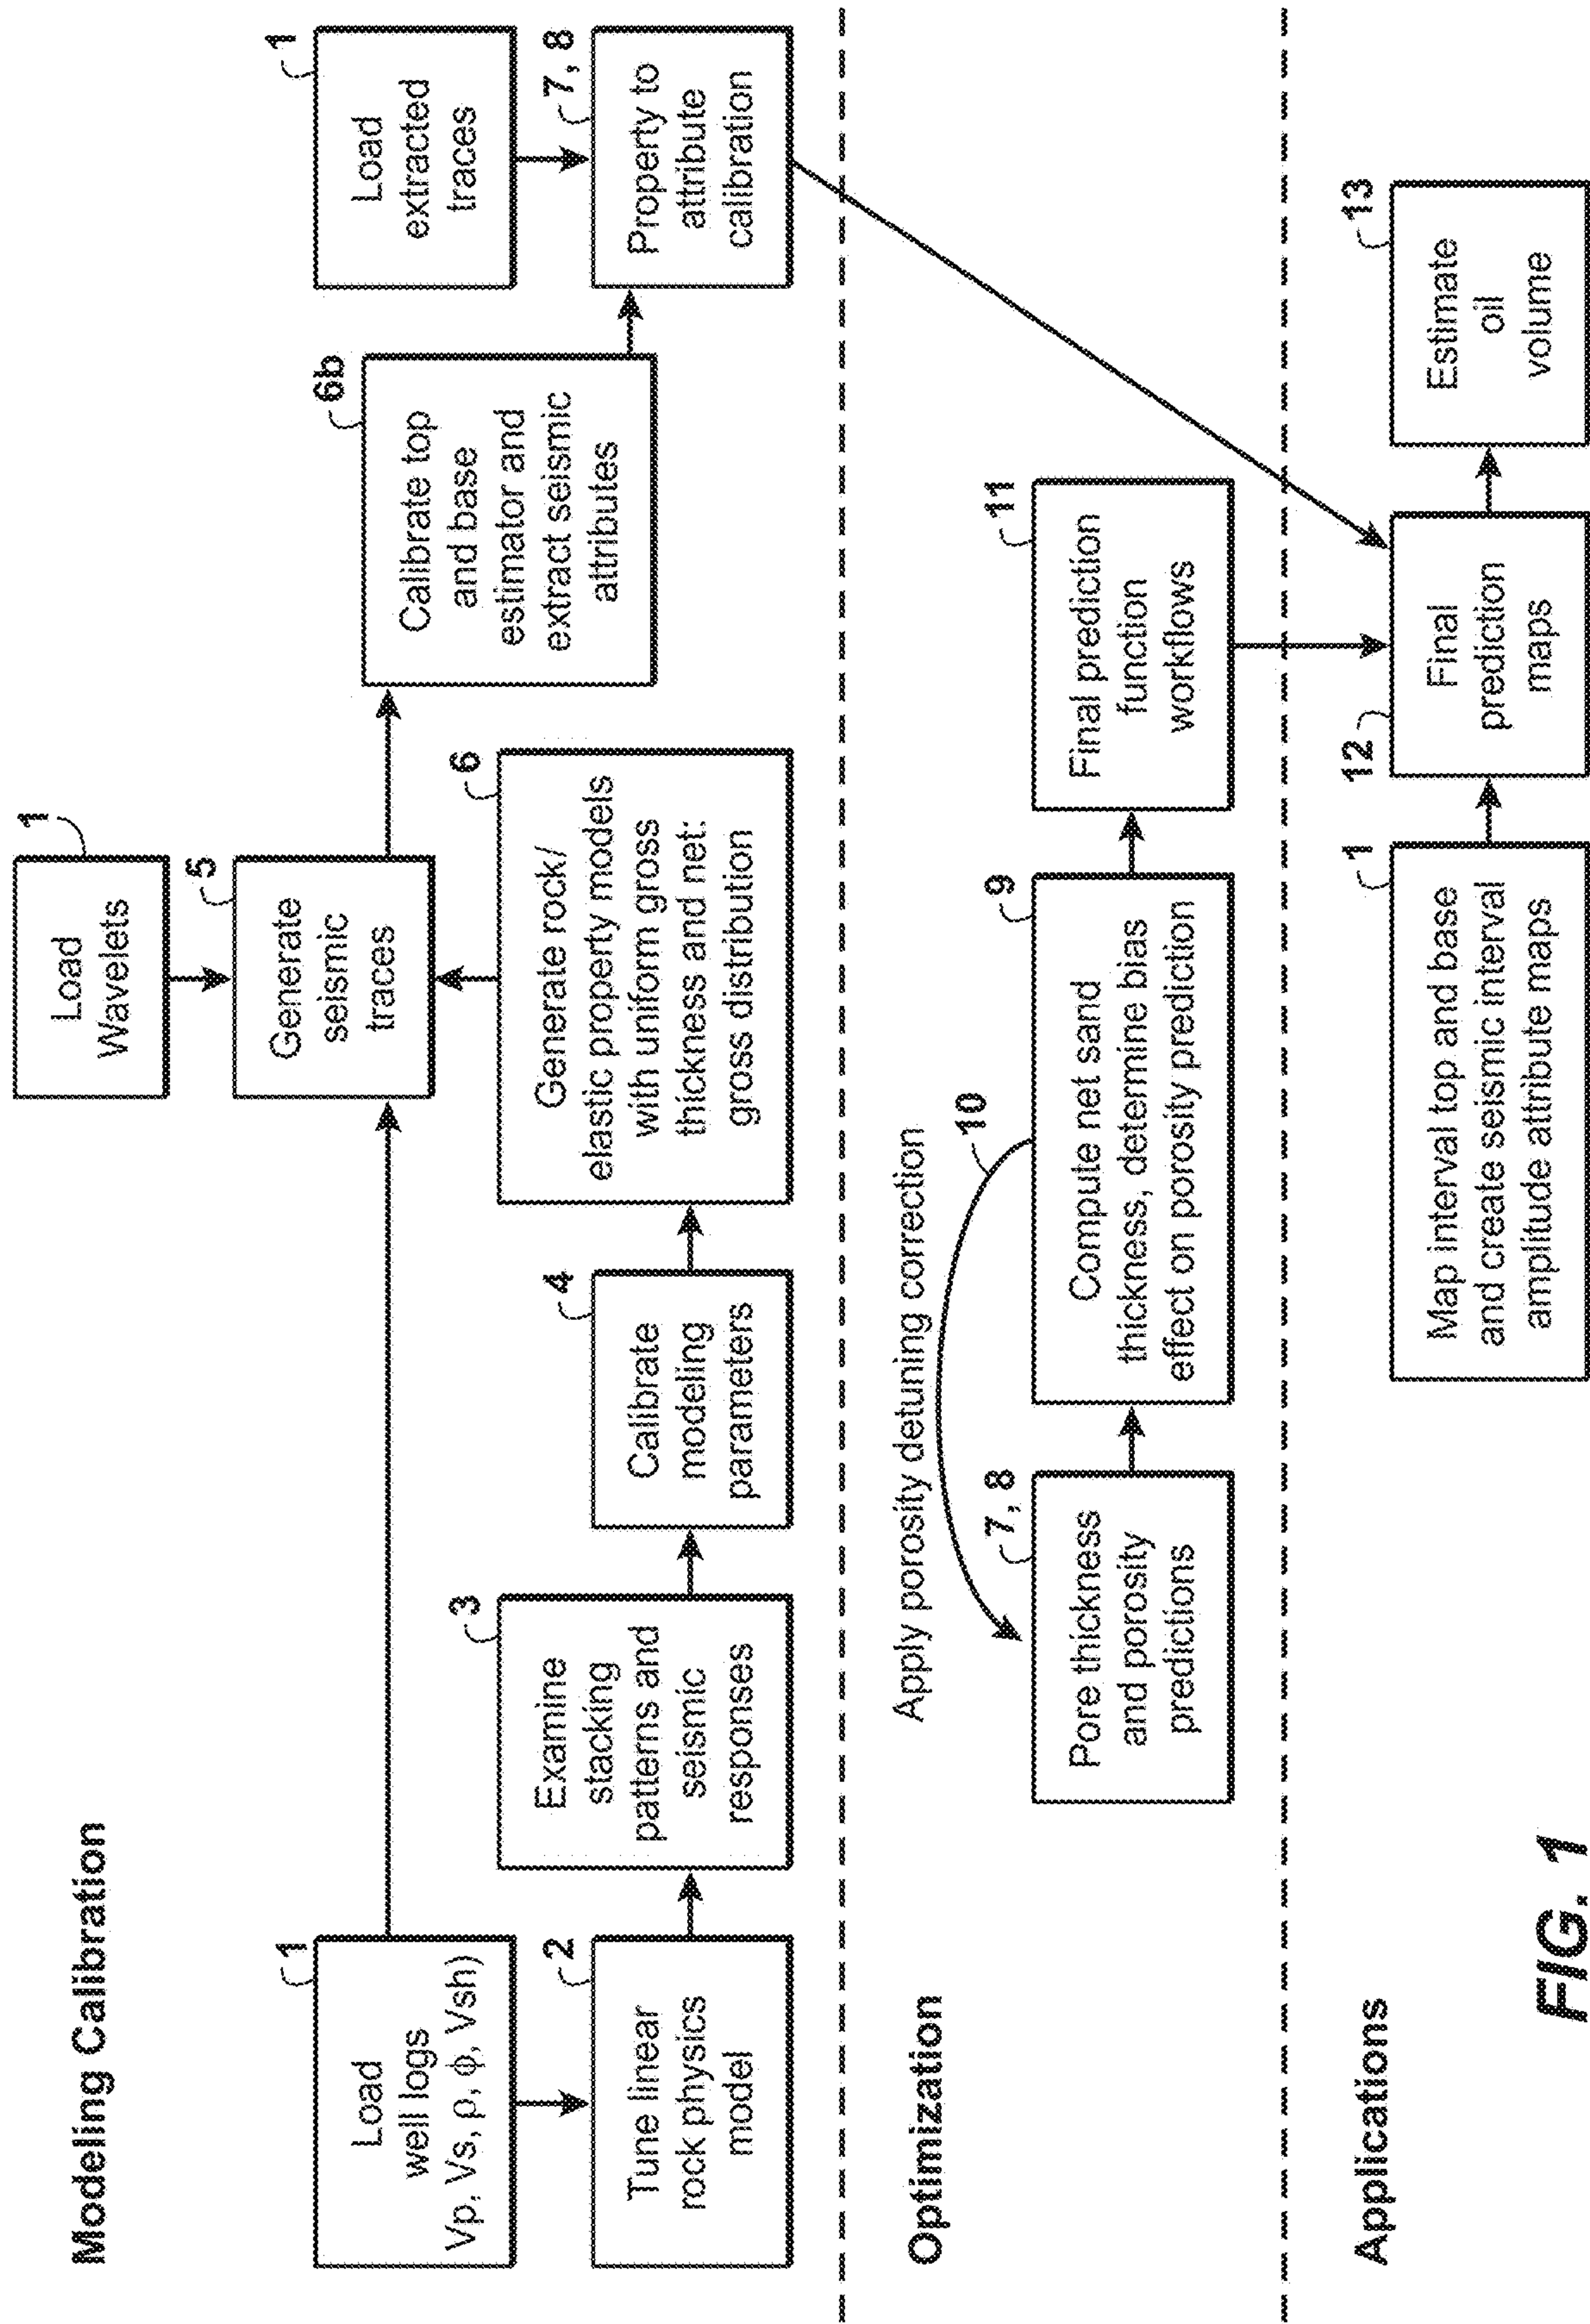 Modeling Calibration
1
Load
Wavelets
1
Load
well logs
Vp, Vs, ρ, ϕ, Vsh)
5
Generate
seismic
traces
6b
Calibrate top
and base
estimator and
extract seismic
attributes
1
Load
extracted
traces
2
Tune linear
rock physics
model
3
Examine
stacking
patterns and
seismic
responses
4
Calibrate
modeling
parameters
6
Generate rock/
elastic property models
with uniform gross
thickness and net:
gross distribution
7, 8
Property to
attribute
calibration
Optimization
Apply porosity detuning correction
10
7, 8
Pore thickness
and porosity
predictions
9
Compute net sand
thickness, determine bias
effect on porosity prediction
11
Final prediction
function
workflows
Applications
1
Map interval top and base
and create seismic interval
amplitude attribute maps
12
Final
prediction
maps
13
Estimate
oil
volume
FIG. 1